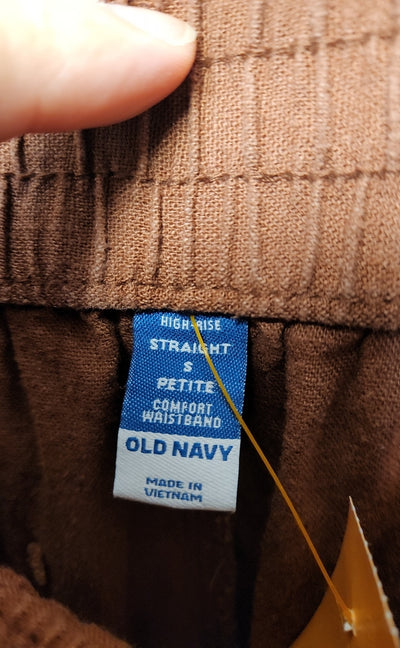 HIGH-RISE
STRAIGHT
S
PETITE
COMFORT
WAISTBAND
OLD NAVY
MADE IN
VIETNAM